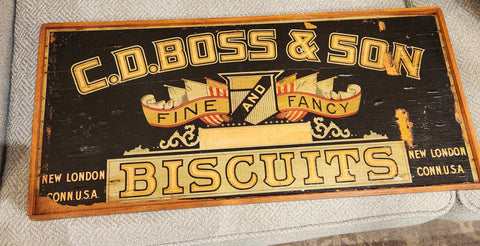 C.D.BOSS & SON
FINE AND FANCY
BISCUITS
NEW LONDON
CONN.U.S.A.
NEW LONDON
CONN.U.S.A.